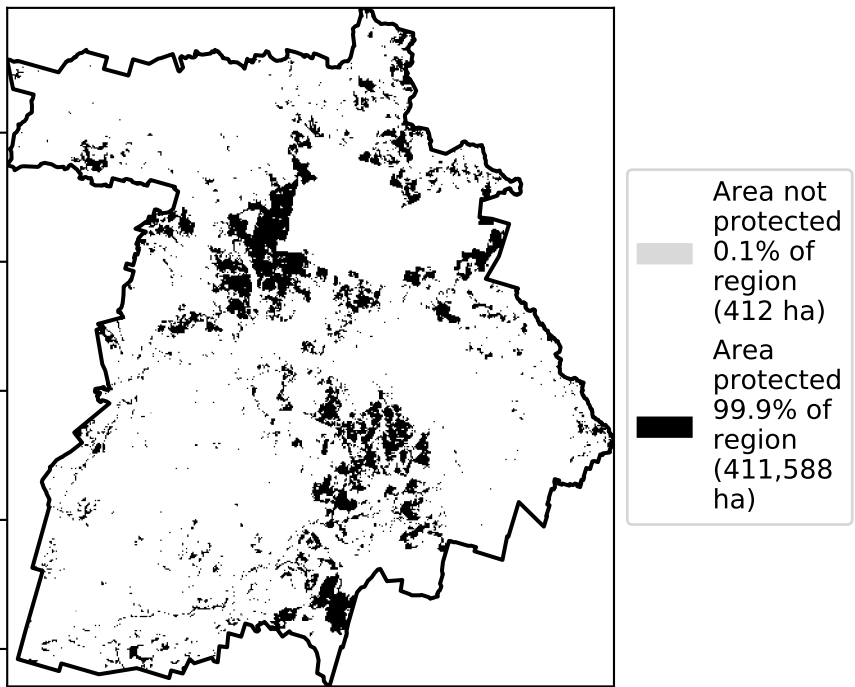 Area not
protected
0.1% of
region
(412 ha)
Area
protected
99.9% of
region
(411,588
ha)